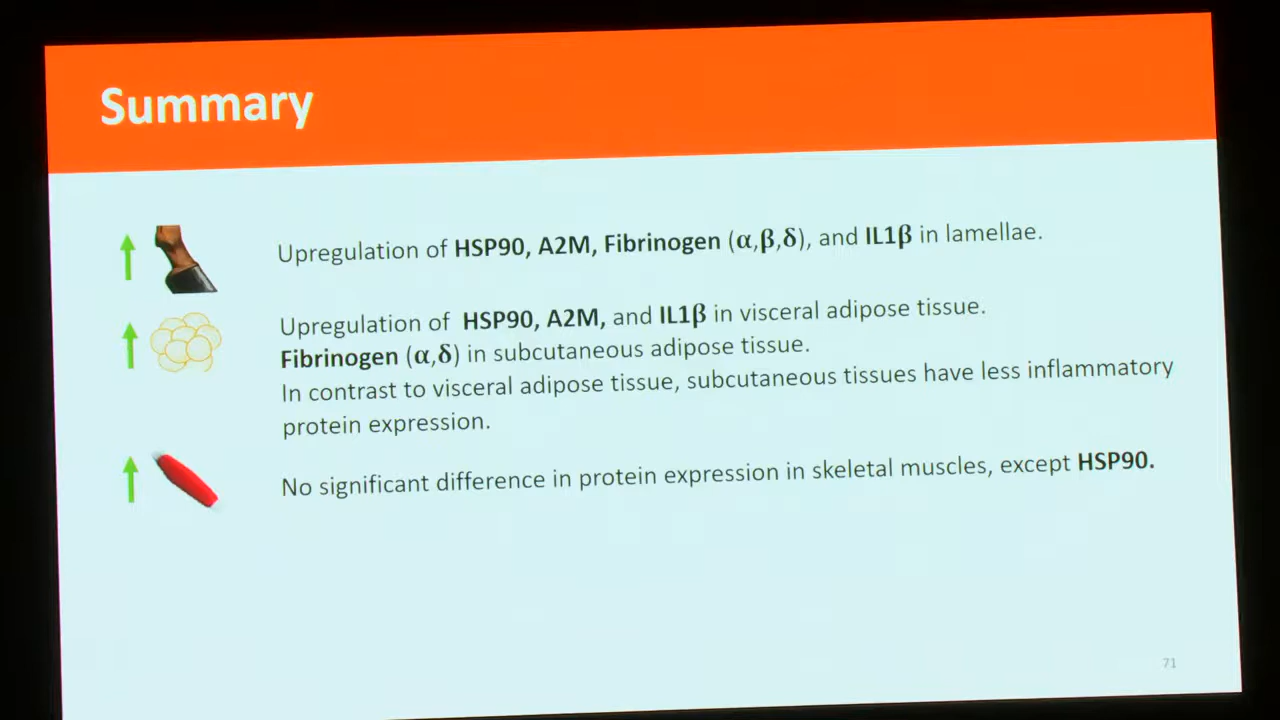 Summary
Upregulation of HSP90, A2M, Fibrinogen (α,β,δ), and IL1β in lamellae.
Upregulation of  HSP90, A2M, and IL1β in visceral adipose tissue.
Fibrinogen (α,δ) in subcutaneous adipose tissue.
In contrast to visceral adipose tissue, subcutaneous tissues have less inflammatory
protein expression.
No significant difference in protein expression in skeletal muscles, except HSP90.
71